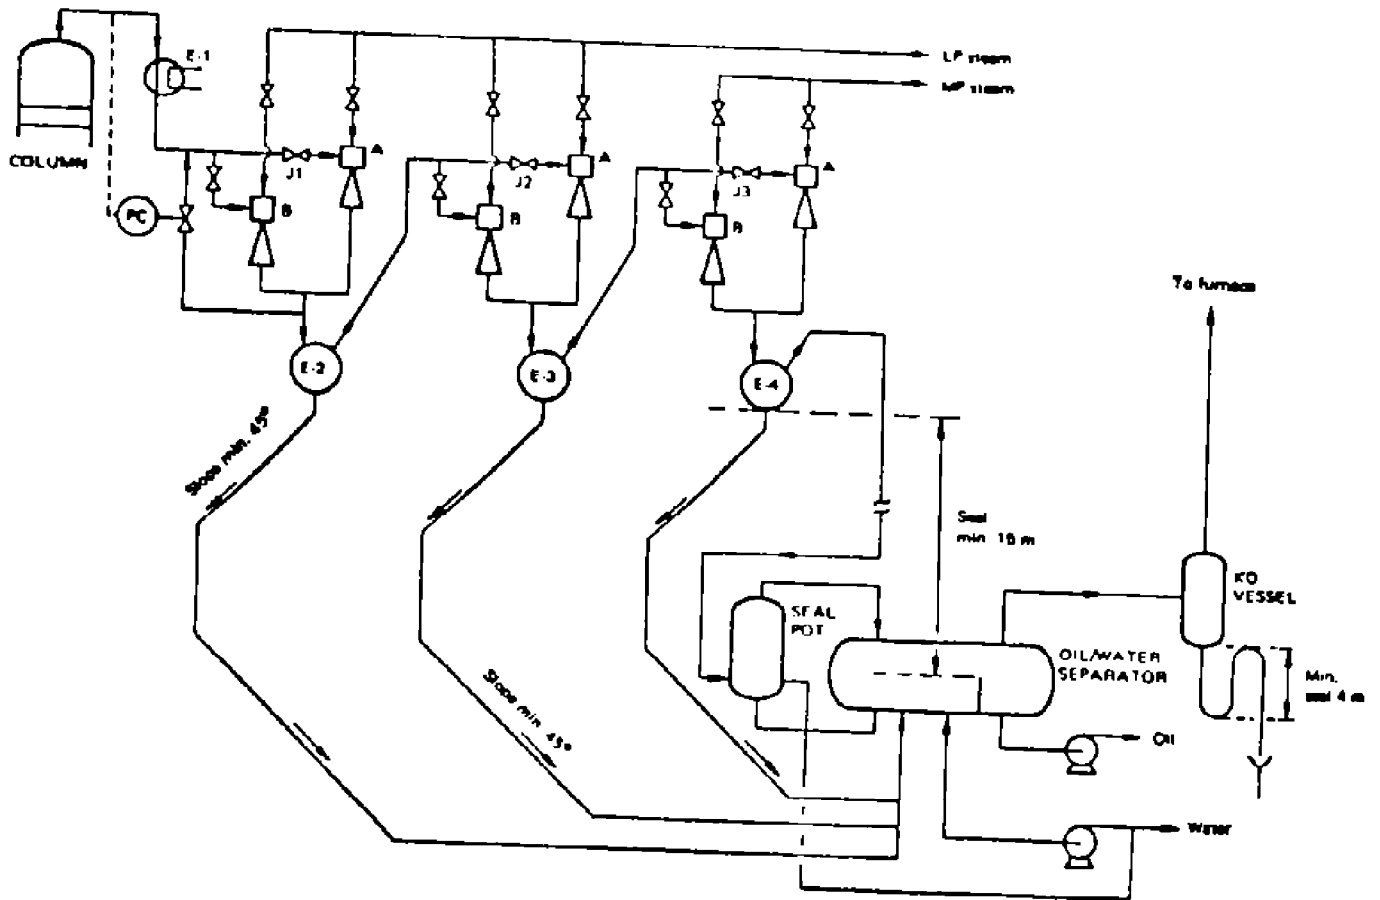 E-1
LP steam
MP steam
COLUMN
A
J1
B
PC
A
J2
B
A
J3
B
To furnace
E-2
E-3
E-4
Slope min. 45°
Seal
min. 15 m
SEAL
POT
KO
VESSEL
OIL/WATER
SEPARATOR
Min.
seal 4 m
Slope min. 45°
Oil
Water